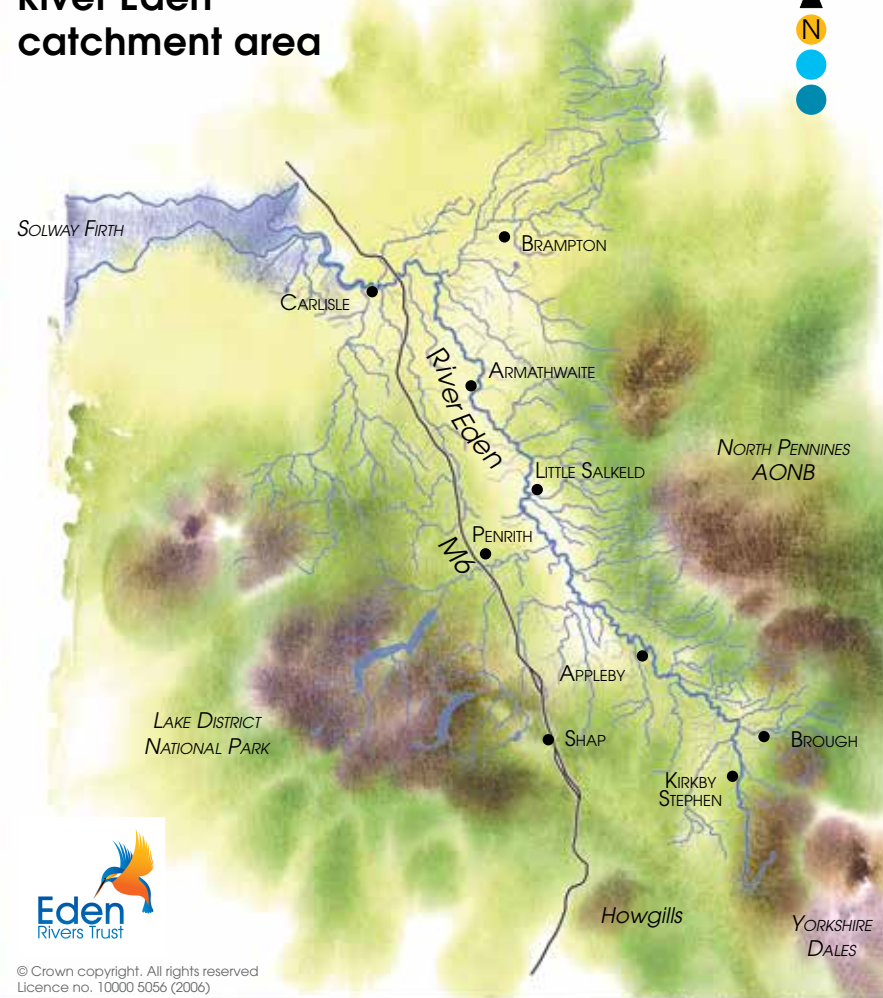 River Eden
catchment area
N
SOLWAY FIRTH
BRAMPTON
CARLISLE
ARMATHWAITE
River Eden
NORTH PENNINES
AONB
LITTLE SALKELD
PENRITH
M6
APPLEBY
LAKE DISTRICT
NATIONAL PARK
SHAP
BROUGH
KIRKBY
STEPHEN
Eden
Rivers Trust
Howgills
YORKSHIRE
DALES
© Crown copyright. All rights reserved
Licence no. 10000 5056 (2006)